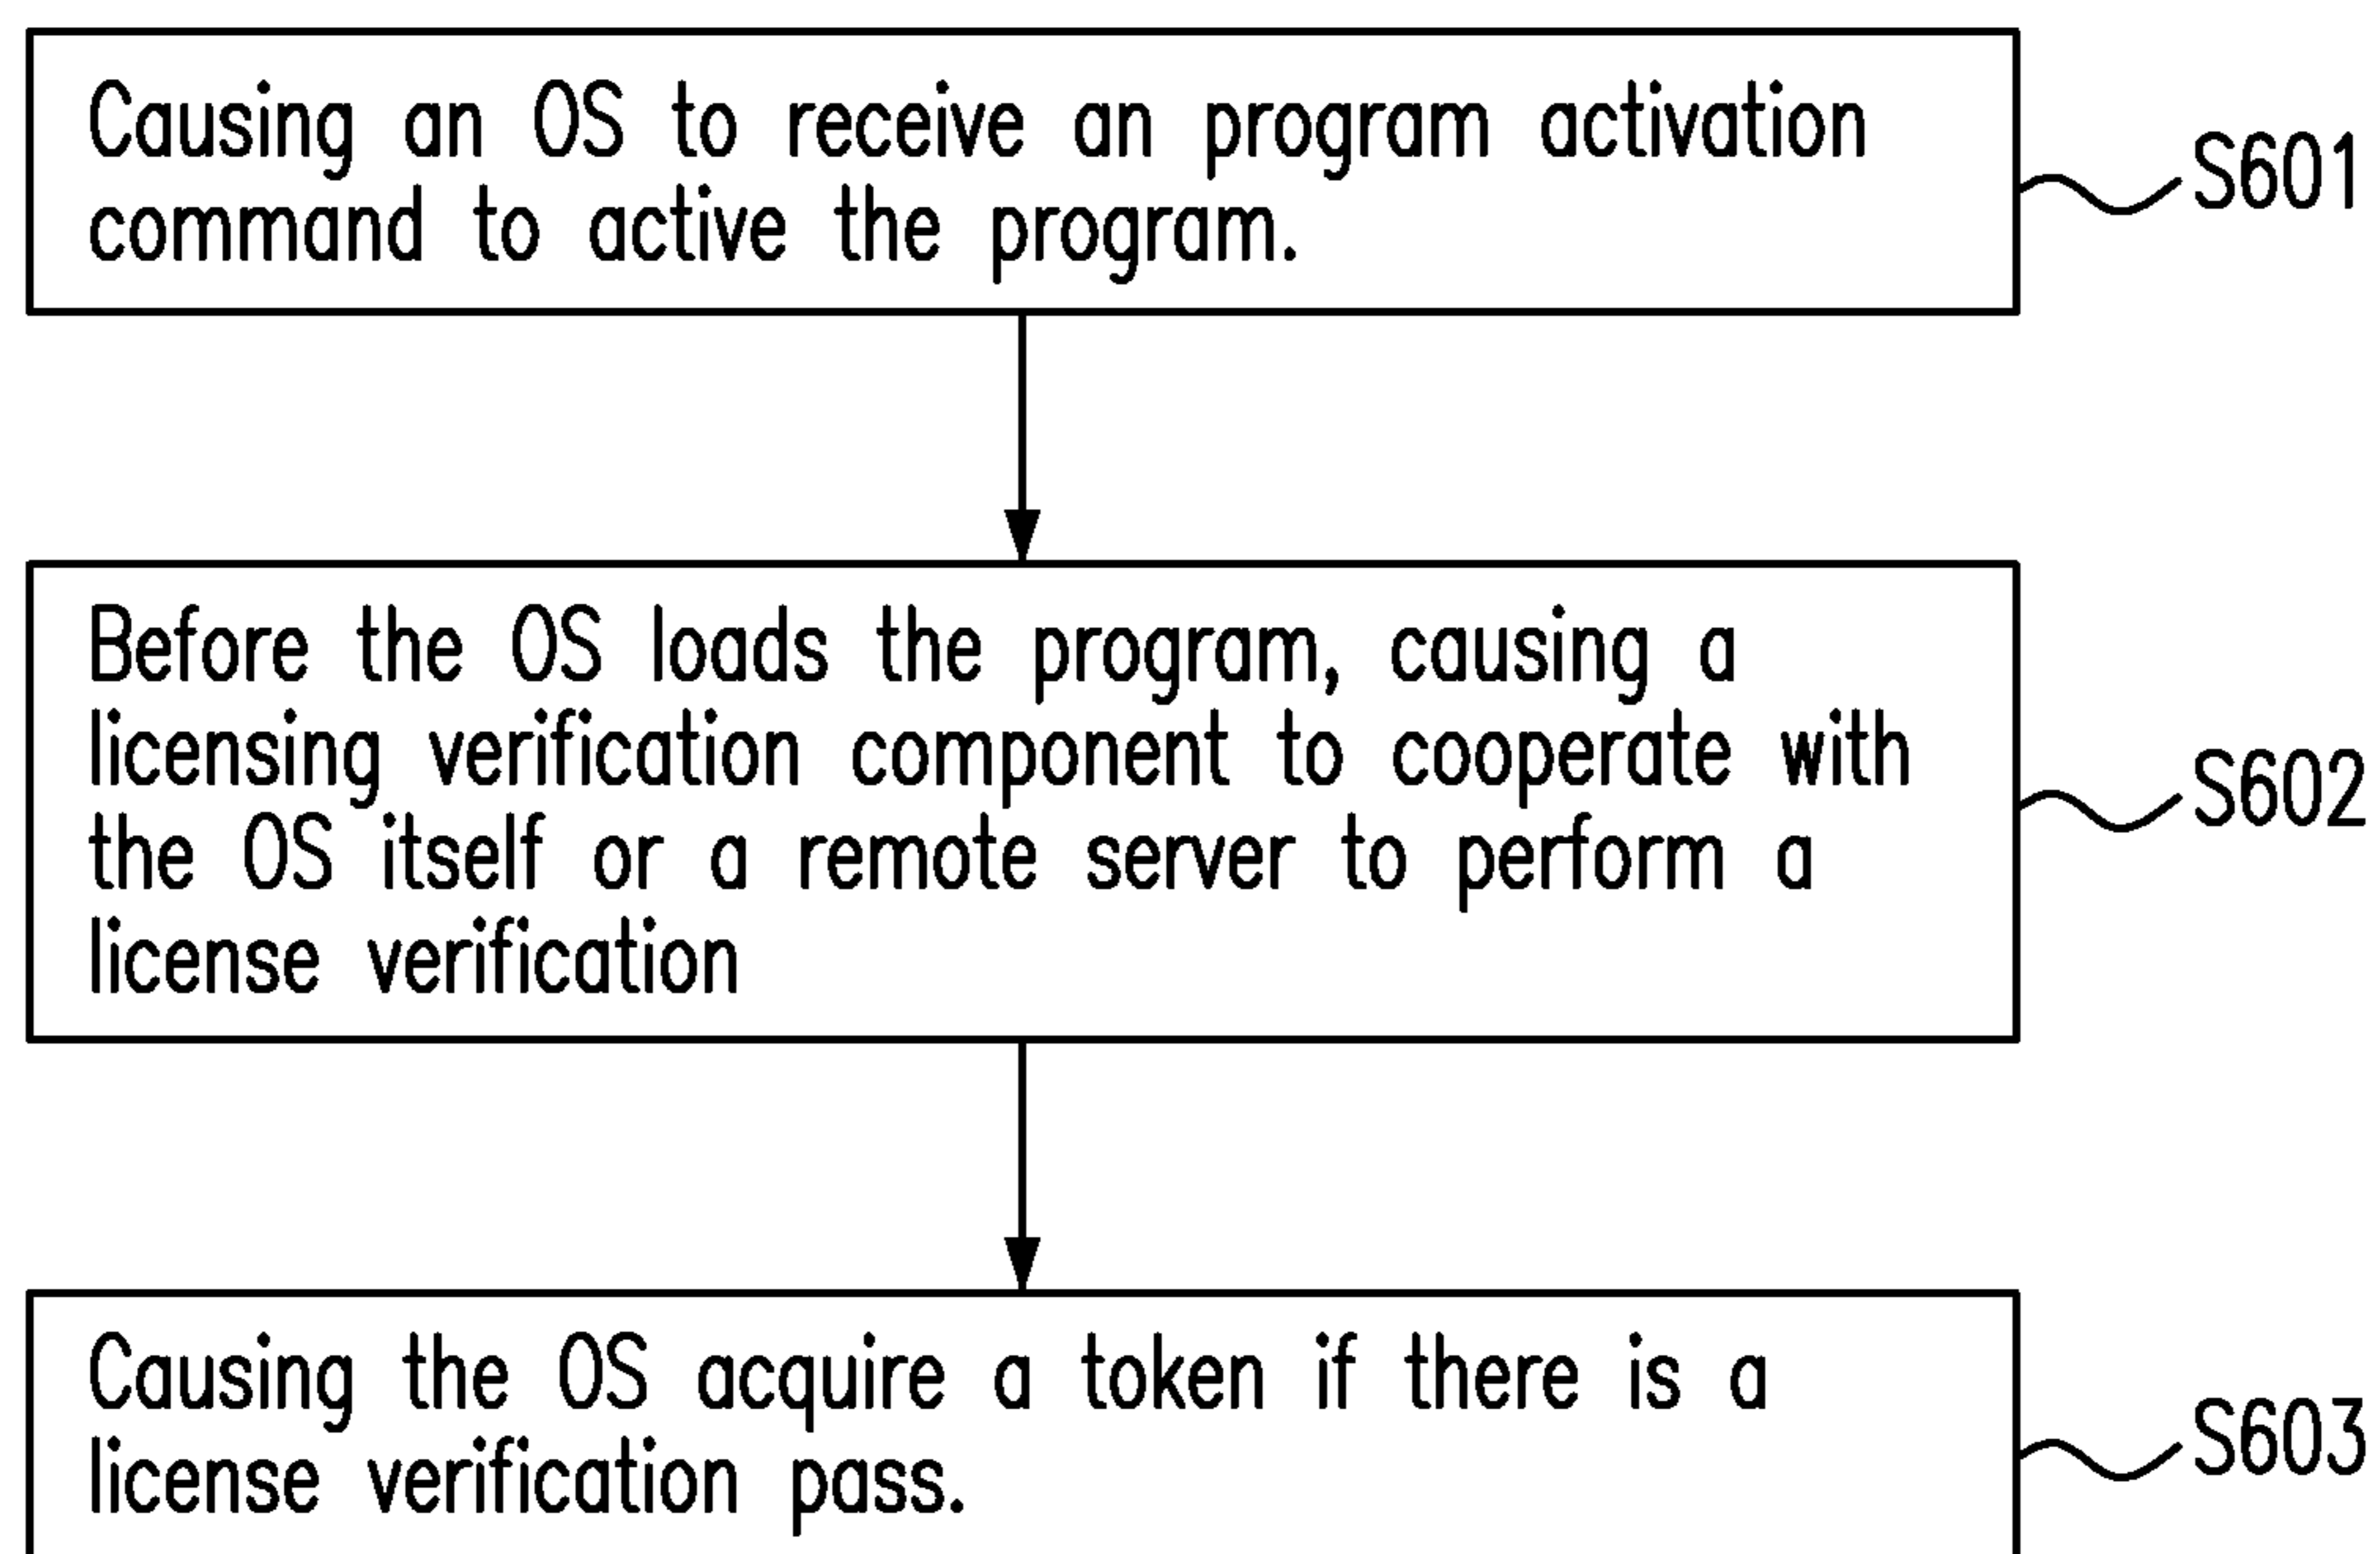 Causing an OS to receive an program activation
command to active the program.
S601
Before the OS loads the program, causing a
licensing verification component to cooperate with
the OS itself or a remote server to perform a
license verification
S602
Causing the OS acquire a token if there is a
license verification pass.
S603